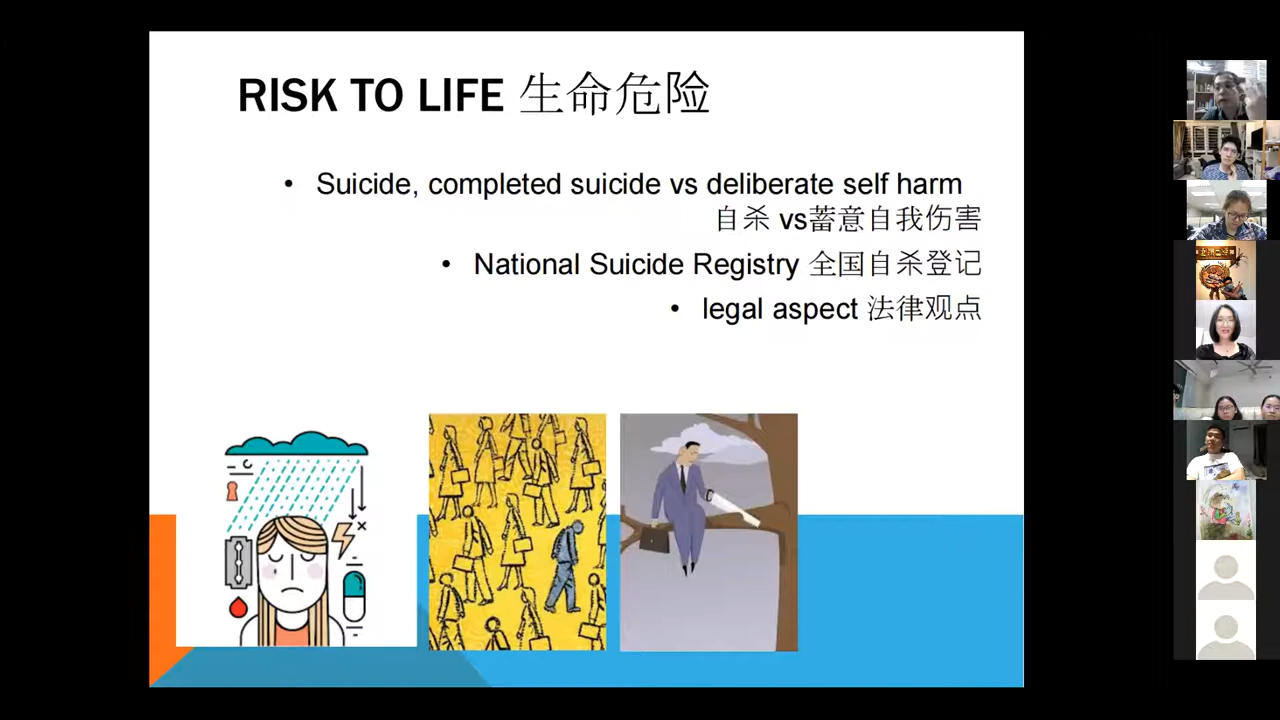 RISK TO LIFE 生命危险
• Suicide, completed suicide vs deliberate self harm
自杀 vs蓄意自我伤害
• National Suicide Registry 全国自杀登记
• legal aspect 法律观点